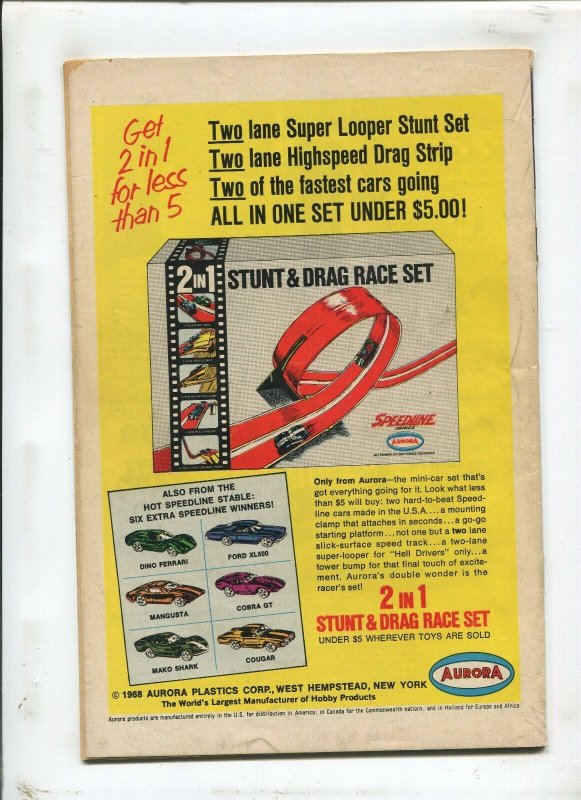 Get
2 in 1
for less
than 5
Two lane Super Looper Stunt Set
Two lane Highspeed Drag Strip
Two of the fastest cars going
ALL IN ONE SET UNDER $5.00!
2 IN 1
STUNT & DRAG RACE SET
SPEEDLINE
AURORA
ALSO FROM THE
HOT SPEEDLINE STABLE:
SIX EXTRA SPEEDLINE WINNERS!
DINO FERRARI
FORD XL500
MANGUSTA
COBRA GT
MAKO SHARK
COUGAR
Only from Aurora—the mini-car set that's
got everything going for it. Look what less
than $5 will buy: two hard-to-beat Speed-
line cars made in the U.S.A. . . . a mounting
clamp that attaches in seconds . . . a go-go
starting platform . . . not one but a two lane
slick-surface speed track . . . a two-lane
super-looper for "Hell Drivers" only . . . a
tower bump for that final touch of excite-
ment. Aurora's double wonder is the
racer's set!
2 IN 1
STUNT & DRAG RACE SET
UNDER $5 WHEREVER TOYS ARE SOLD
AURORA
© 1968 AURORA PLASTICS CORP., WEST HEMPSTEAD, NEW YORK
The World's Largest Manufacturer of Hobby Products
Aurora products are manufactured entirely in the U.S. for distribution in America; in Canada for the Commonwealth nations; and in Holland for Europe and Africa